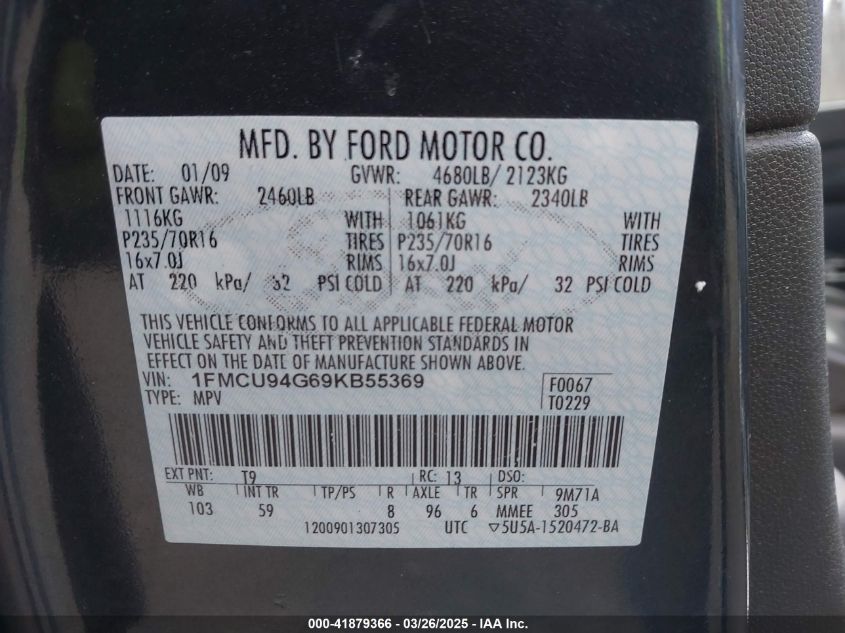 MFD. BY FORD MOTOR CO.
DATE: 01/09 GVWR: 4680LB/ 2123KG
FRONT GAWR: 2460LB REAR GAWR: 2340LB
1116KG WITH 1061KG WITH
P235/70R16 TIRES P235/70R16 TIRES
16x7.0J RIMS 16x7.0J RIMS
AT 220 kPa/ 32 PSI COLD AT 220 kPa/ 32 PSI COLD
THIS VEHICLE CONFORMS TO ALL APPLICABLE FEDERAL MOTOR
VEHICLE SAFETY AND THEFT PREVENTION STANDARDS IN
EFFECT ON THE DATE OF MANUFACTURE SHOWN ABOVE.
VIN: 1FMCU94G69KB55369 F0067
TYPE: MPV T0229
EXT PNT: T9 RC: 13 DSO:
WB INT TR TP/PS R AXLE TR SPR 9M71A
103 59 8 96 6 MMEE 305
1200901307305 UTC ▽5U5A-1520472-BA
000-41879366 - 03/26/2025 - IAA Inc.